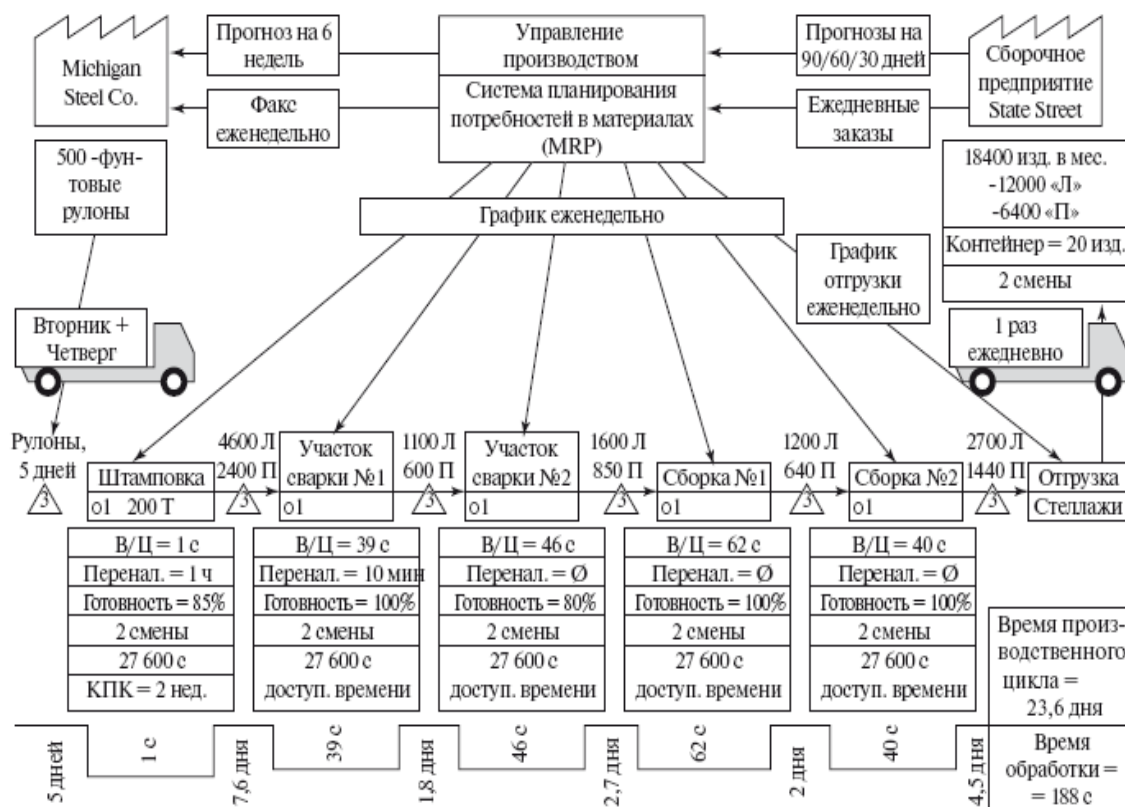 Michigan
Steel Co.
Прогноз на 6
недель
Факс
еженедельно
Управление
производством
Система планирования
потребностей в материалах
(MRP)
Прогнозы на
90/60/30 дней
Ежедневные
заказы
Сборочное
предприятие
State Street
500 -фун-
товые
рулоны
18400 изд. в мес.
-12000 «Л»
-6400 «П»
Контейнер = 20 изд.
2 смены
График еженедельно
График
отгрузки
еженедельно
Вторник +
Четверг
1 раз
ежедневно
Рулоны,
5 дней
З
Штамповка
о1 200 Т
4600 Л
2400 П
З
Участок
сварки №1
о1
1100 Л
600 П
З
Участок
сварки №2
о1
1600 Л
850 П
З
Сборка №1
о1
1200 Л
640 П
З
Сборка №2
о1
2700 Л
1440 П
З
Отгрузка
Стеллажи
В/Ц = 1 с
Перенал. = 1 ч
Готовность = 85%
2 смены
27 600 с
КПК = 2 нед.
В/Ц = 39 с
Перенал. = 10 мин
Готовность = 100%
2 смены
27 600 с
доступ. времени
В/Ц = 46 с
Перенал. = Ø
Готовность = 80%
2 смены
27 600 с
доступ. времени
В/Ц = 62 с
Перенал. = Ø
Готовность = 100%
2 смены
27 600 с
доступ. времени
В/Ц = 40 с
Перенал. = Ø
Готовность = 100%
2 смены
27 600 с
доступ. времени
Время произ-
водственного
цикла =
23,6 дня
5 дней
1 с
7,6 дня
39 с
1,8 дня
46 с
2,7 дня
62 с
2 дня
40 с
4,5 дня
Время
обработки =
= 188 с